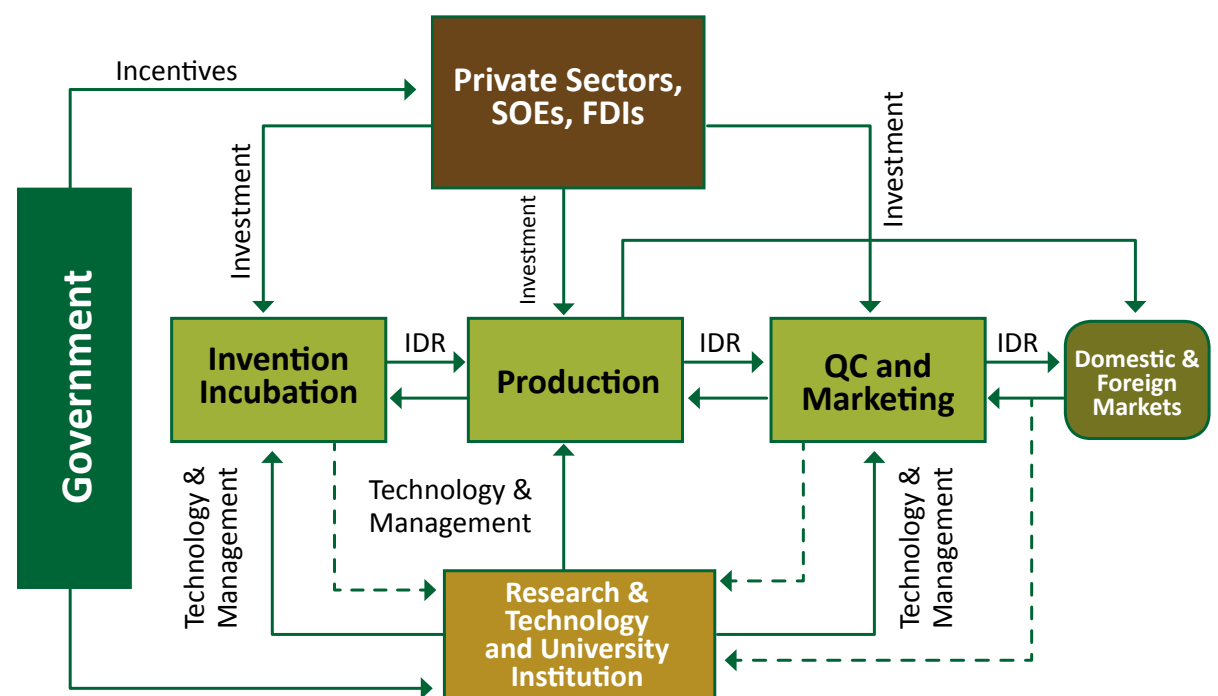 Incentives
Private Sectors,
SOEs, FDIs
Investment
Investment
Investment
Government
Invention
Incubation
IDR
Production
IDR
QC and
Marketing
IDR
Domestic &
Foreign
Markets
Technology &
Management
Technology &
Management
Technology &
Management
Research &
Technology
and University
Institution